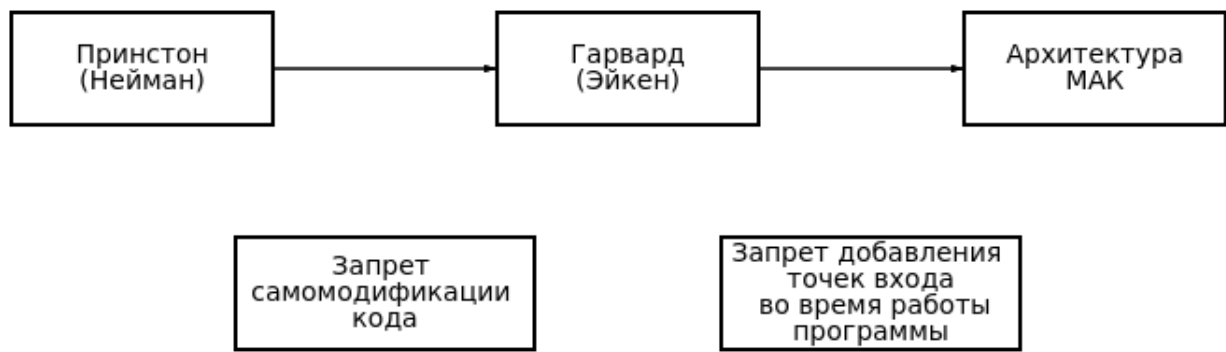 Принстон
(Нейман)
Гарвард
(Эйкен)
Архитектура
МАК
Запрет
самомодификации
кода
Запрет добавления
точек входа
во время работы
программы